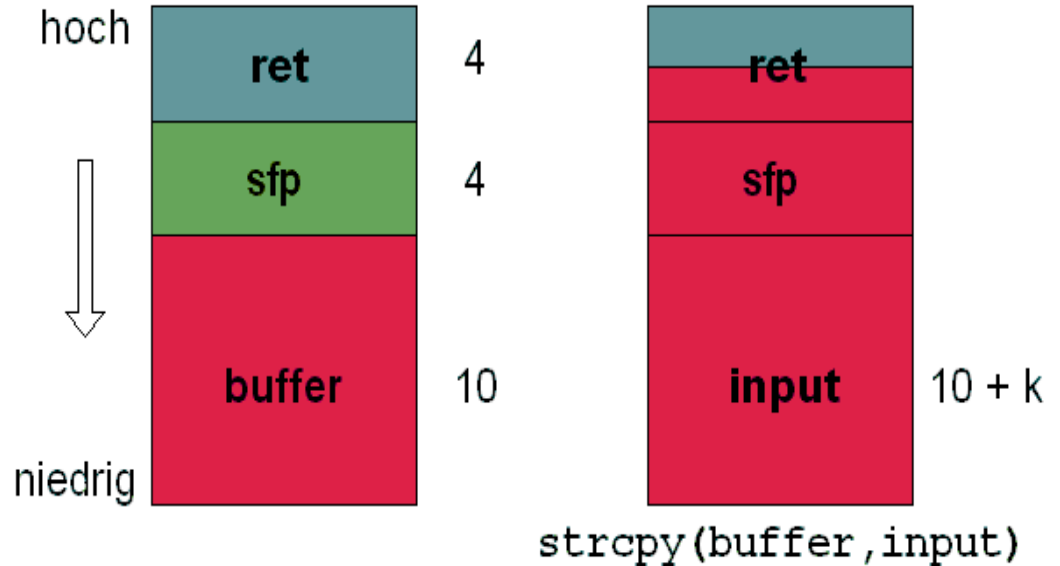 hoch
ret
4
sfp
4
buffer
10
niedrig
ret
sfp
input
10 + k
strcpy(buffer,input)